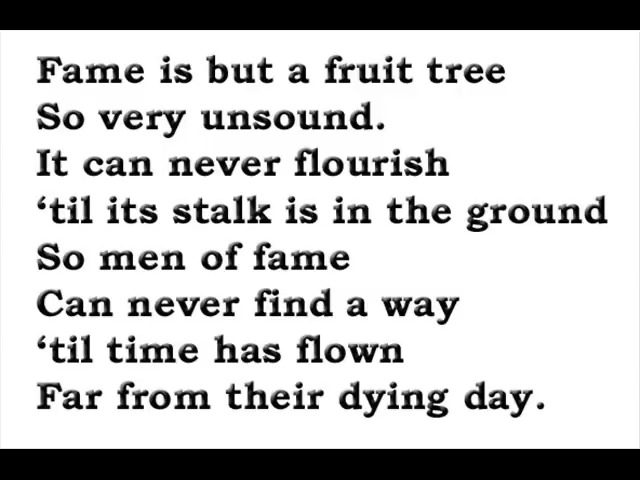 Fame is but a fruit tree
So very unsound.
It can never flourish
‘til its stalk is in the ground
So men of fame
Can never find a way
‘til time has flown
Far from their dying day.